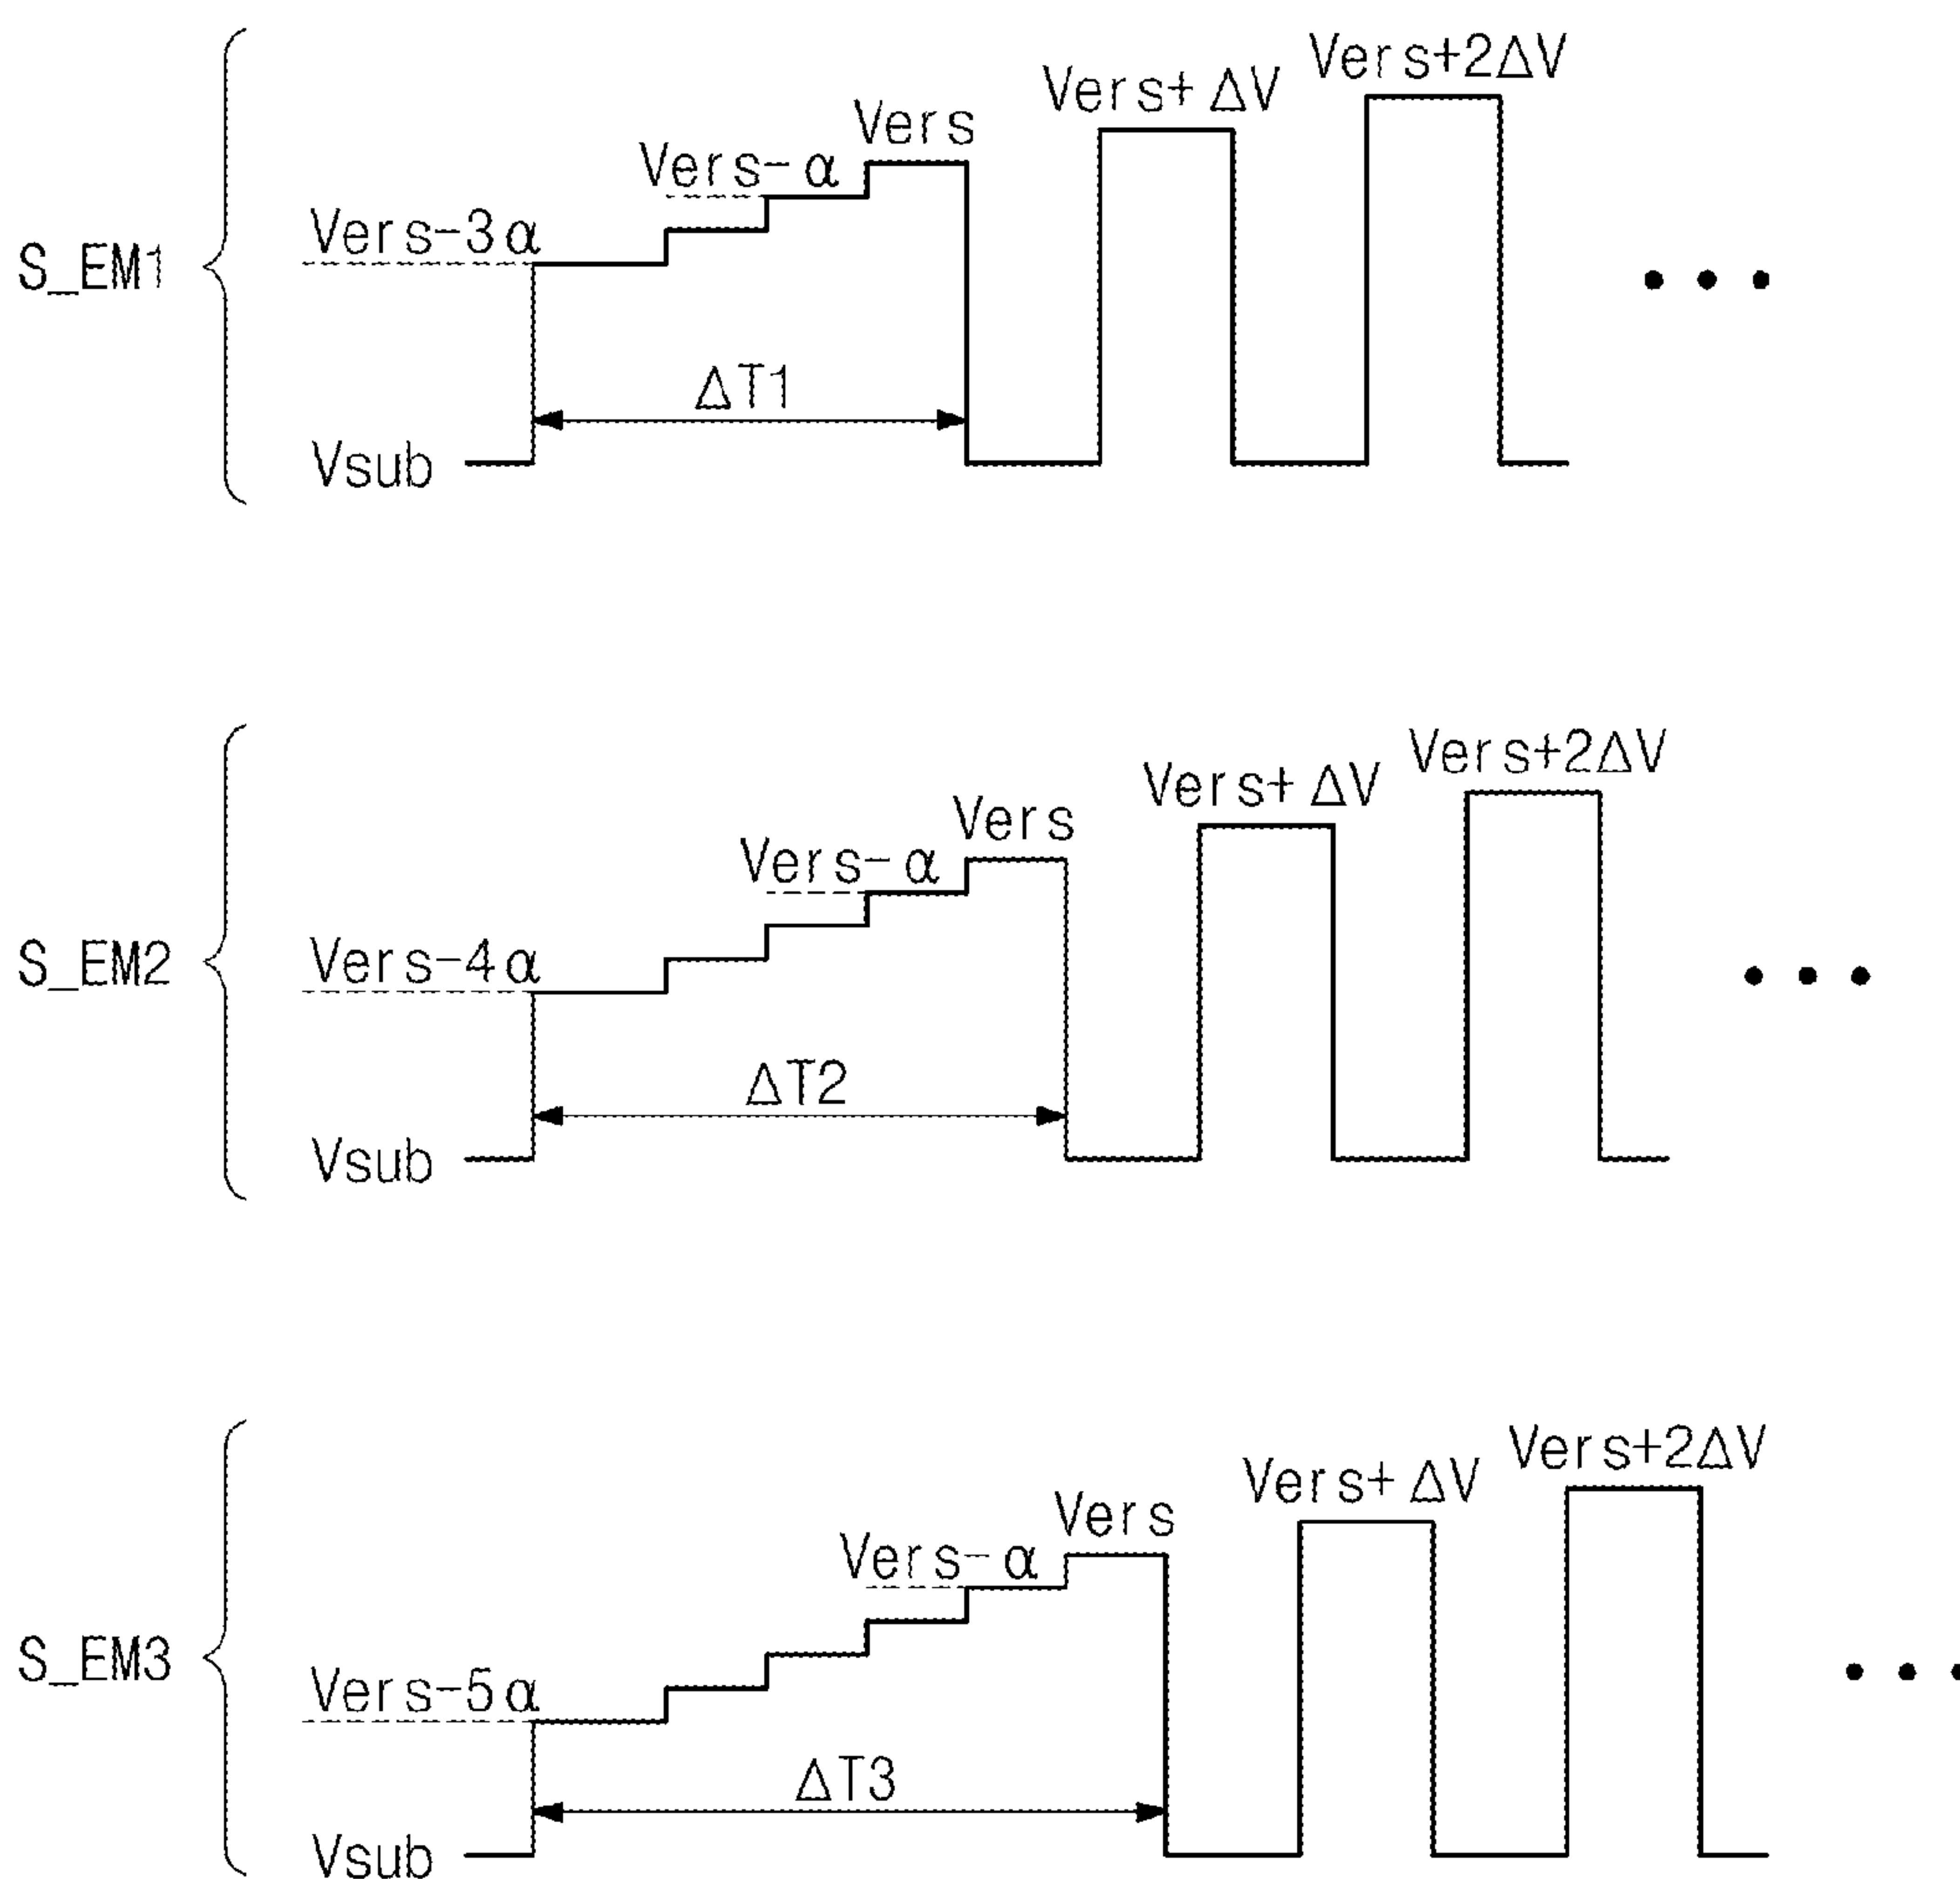 S_EM1
Vers-3α
Vers-α
Vers
Vers+ΔV
Vers+2ΔV
ΔT1
Vsub
S_EM2
Vers-4α
Vers-α
Vers
Vers+ΔV
Vers+2ΔV
ΔT2
Vsub
S_EM3
Vers-5α
Vers-α
Vers
Vers+ΔV
Vers+2ΔV
ΔT3
Vsub